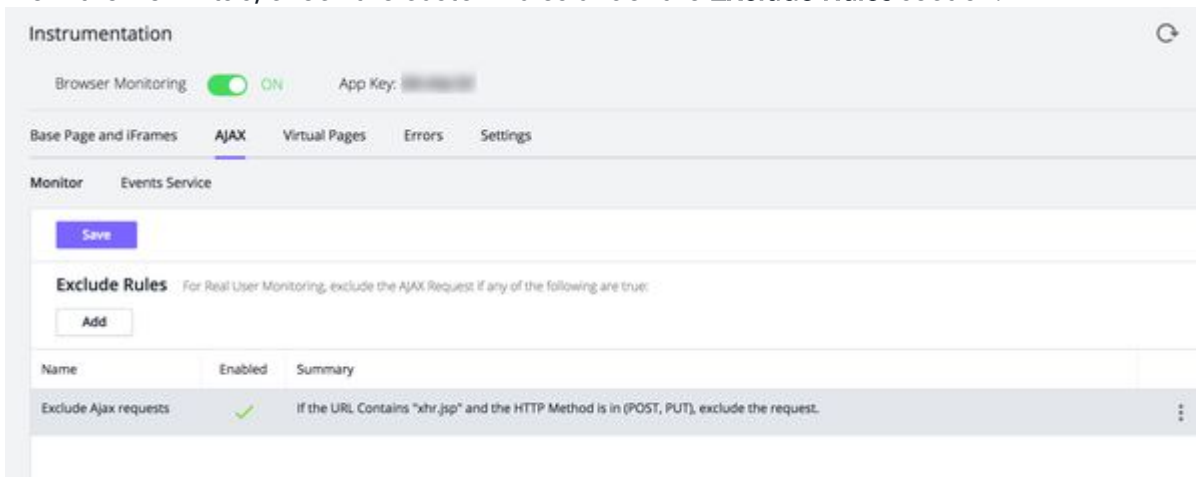 Instrumentation
Browser Monitoring ON App Key:
Base Page and iFrames AJAX Virtual Pages Errors Settings
Monitor Events Service
Save
Exclude Rules For Real User Monitoring, exclude the AJAX Request if any of the following are true:
Add
Name Enabled Summary
Exclude Ajax requests If the URL Contains "xhr.jsp" and the HTTP Method is in (POST, PUT), exclude the request.